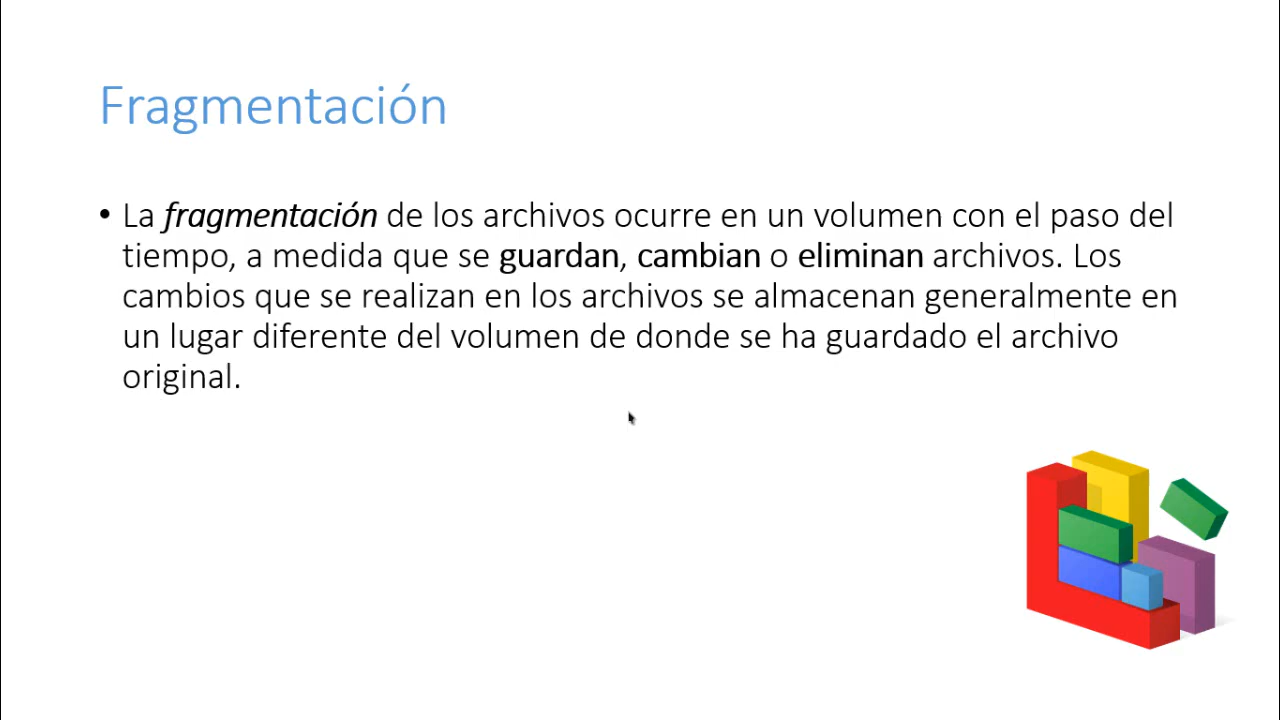 Fragmentación
• La fragmentación de los archivos ocurre en un volumen con el paso del
tiempo, a medida que se guardan, cambian o eliminan archivos. Los
cambios que se realizan en los archivos se almacenan generalmente en
un lugar diferente del volumen de donde se ha guardado el archivo
original.